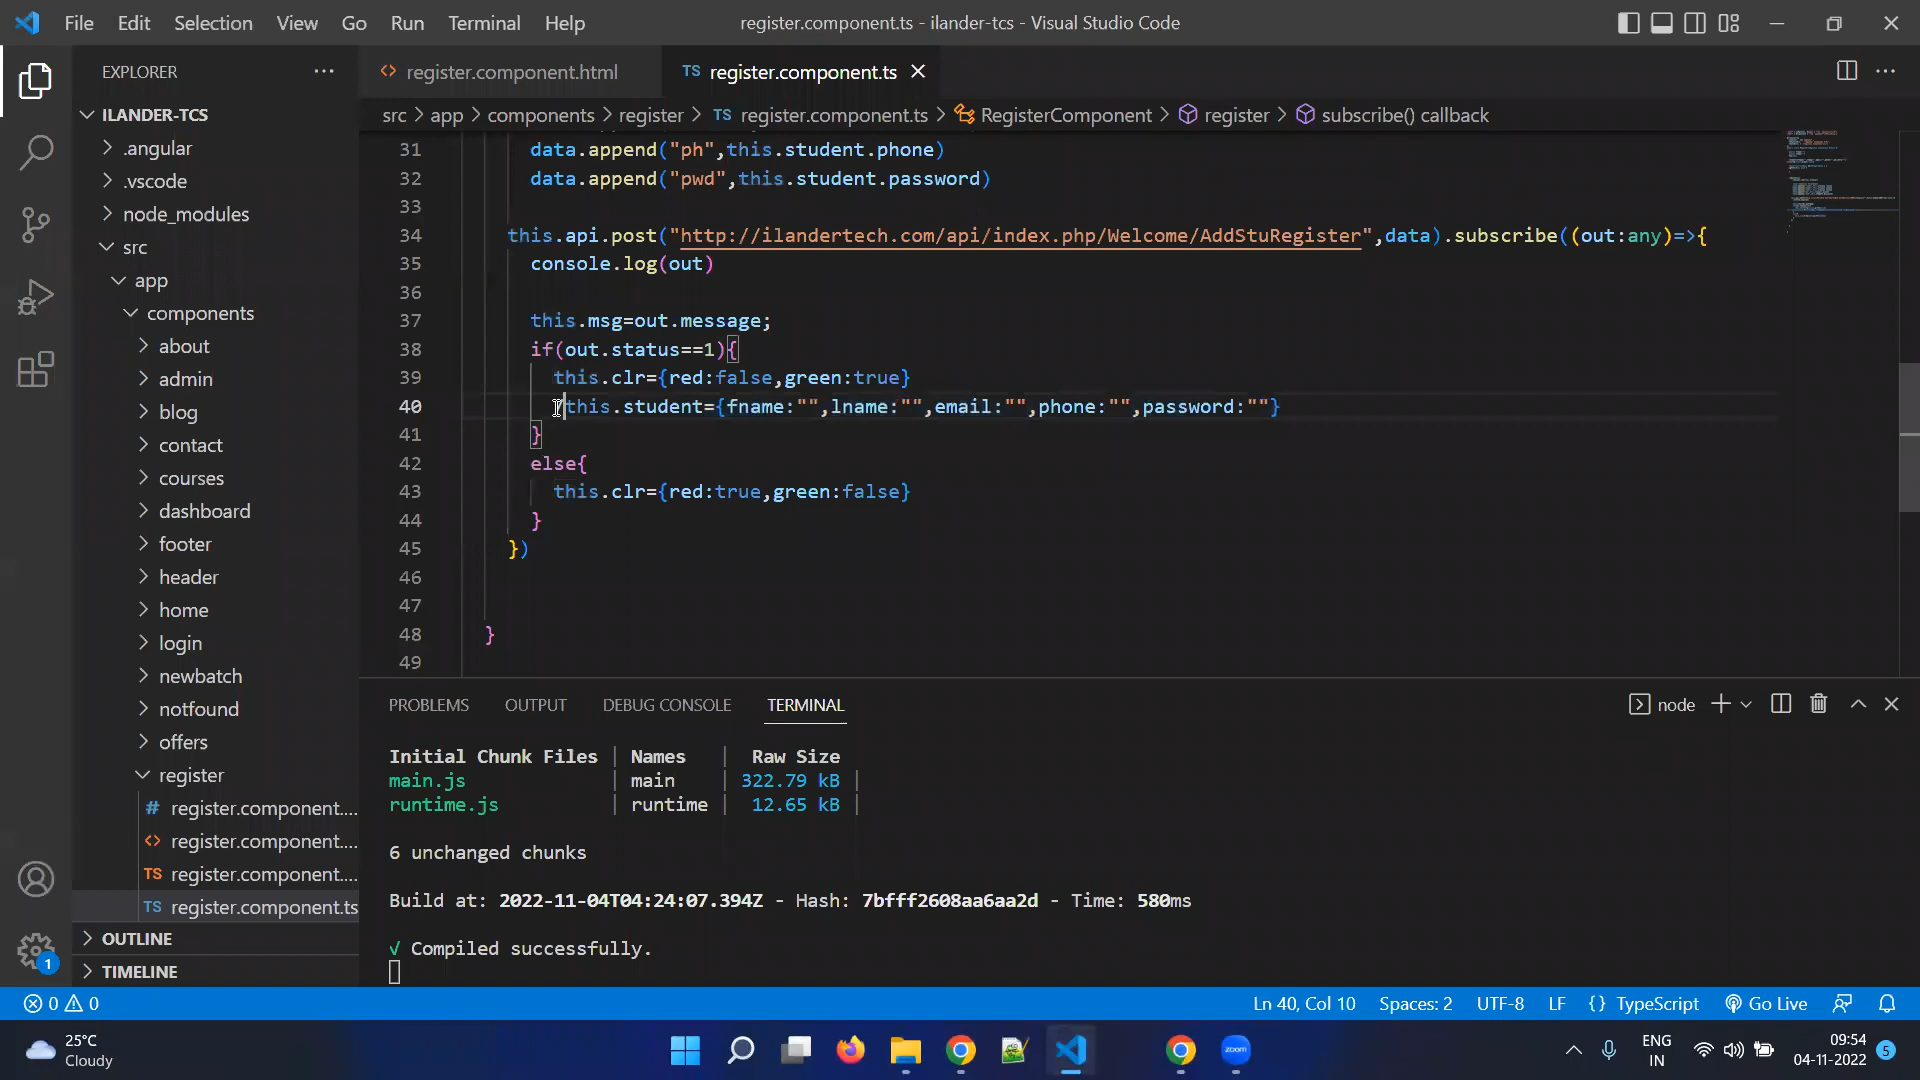 File Edit Selection View Go Run Terminal Help
register.component.ts - ilander-tcs - Visual Studio Code
EXPLORER
register.component.html
TS register.component.ts
src > app > components > register > TS register.component.ts > RegisterComponent > register > subscribe() callback
ILANDER-TCS
.angular
.vscode
node_modules
src
app
components
about
admin
blog
contact
courses
dashboard
footer
header
home
login
newbatch
notfound
offers
register
# register.component....
<> register.component....
TS register.component....
TS register.component.ts
OUTLINE
TIMELINE
31 data.append("ph",this.student.phone)
32 data.append("pwd",this.student.password)
33
34 this.api.post("http://ilandertech.com/api/index.php/Welcome/AddStuRegister",data).subscribe((out:any)=>{
35 console.log(out)
36
37 this.msg=out.message;
38 if(out.status==1){
39 this.clr={red:false,green:true}
40 this.student={fname:"",lname:"",email:"",phone:"",password:""}
41 }
42 else{
43 this.clr={red:true,green:false}
44 }
45 })
46
47
48 }
49
PROBLEMS OUTPUT DEBUG CONSOLE TERMINAL
node
Initial Chunk Files | Names | Raw Size
main.js | main | 322.79 kB |
runtime.js | runtime | 12.65 kB |
6 unchanged chunks
Build at: 2022-11-04T04:24:07.394Z - Hash: 7bfff2608aa6aa2d - Time: 580ms
√ Compiled successfully.
1
0 0
Ln 40, Col 10 Spaces: 2 UTF-8 LF {} TypeScript Go Live
25°C
Cloudy
zoom
ENG
IN
09:54
04-11-2022
5